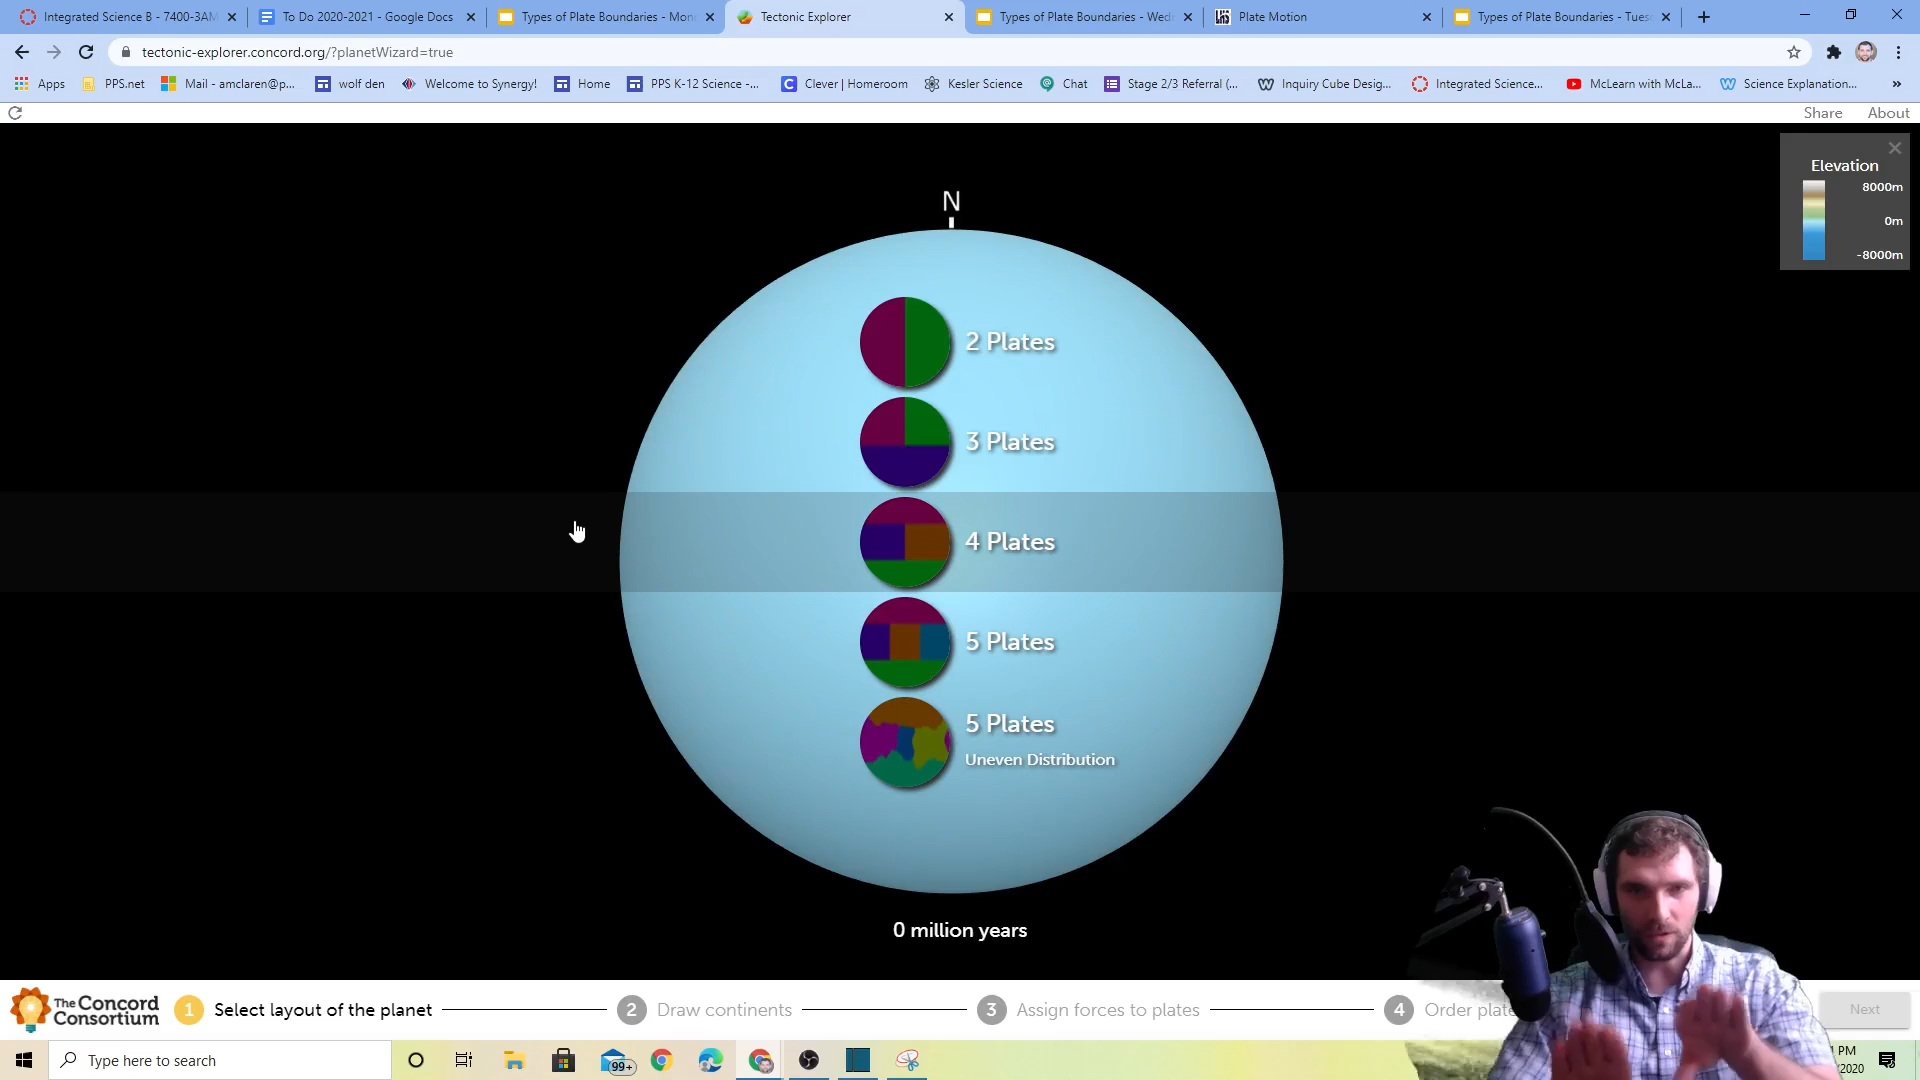 Integrated Science B - 7400-3AM
To Do 2020-2021 - Google Docs
Types of Plate Boundaries - Mon
Tectonic Explorer
Types of Plate Boundaries - Wed
Plate Motion
Types of Plate Boundaries - Tues
tectonic-explorer.concord.org/?planetWizard=true
Apps
PPS.net
Mail - amclaren@p...
wolf den
Welcome to Synergy!
Home
PPS K-12 Science -...
Clever | Homeroom
Kesler Science
Chat
Stage 2/3 Referral (...
Inquiry Cube Desig...
Integrated Science...
McLearn with McLa...
Science Explanation...
Share
About
Elevation
8000m
0m
-8000m
N
2 Plates
3 Plates
4 Plates
5 Plates
5 Plates
Uneven Distribution
0 million years
The Concord
Consortium
1 Select layout of the planet
2 Draw continents
3 Assign forces to plates
4 Order plate
Next
Type here to search
99+
PM
2020